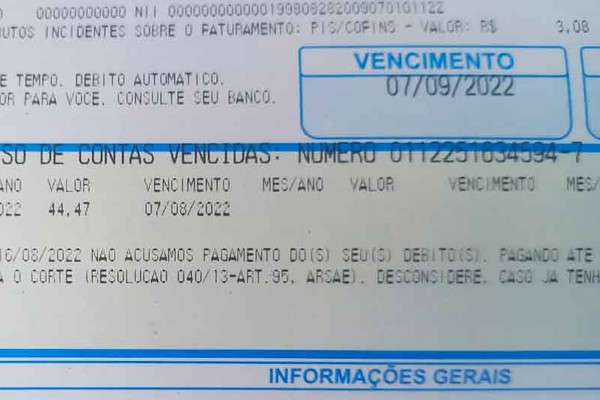 00000000000 NII 00000000000019980828200907010112 2
UTOS INCIDENTES SOBRE O FATURAMENTO: PIS/COFINS - VALOR: R$ 3,08
E TEMPO. DEBITO AUTOMATICO.
OR PARA VOCE. CONSULTE SEU BANCO.
VENCIMENTO
07/09/2022
SO DE CONTAS VENCIDAS: NUMERO 0112251634594-7
ANO VALOR VENCIMENTO MES/ANO VALOR VENCIMENTO MES/
022 44,47 07/08/2022
16/08/2022 NAO ACUSAMOS PAGAMENTO DO(S) SEU(S) DEBITO(S). PAGANDO ATE
A O CORTE (RESOLUCAO 040/13-ART.95, ARSAE). DESCONSIDERE, CASO JA TENH
INFORMAÇÕES GERAIS